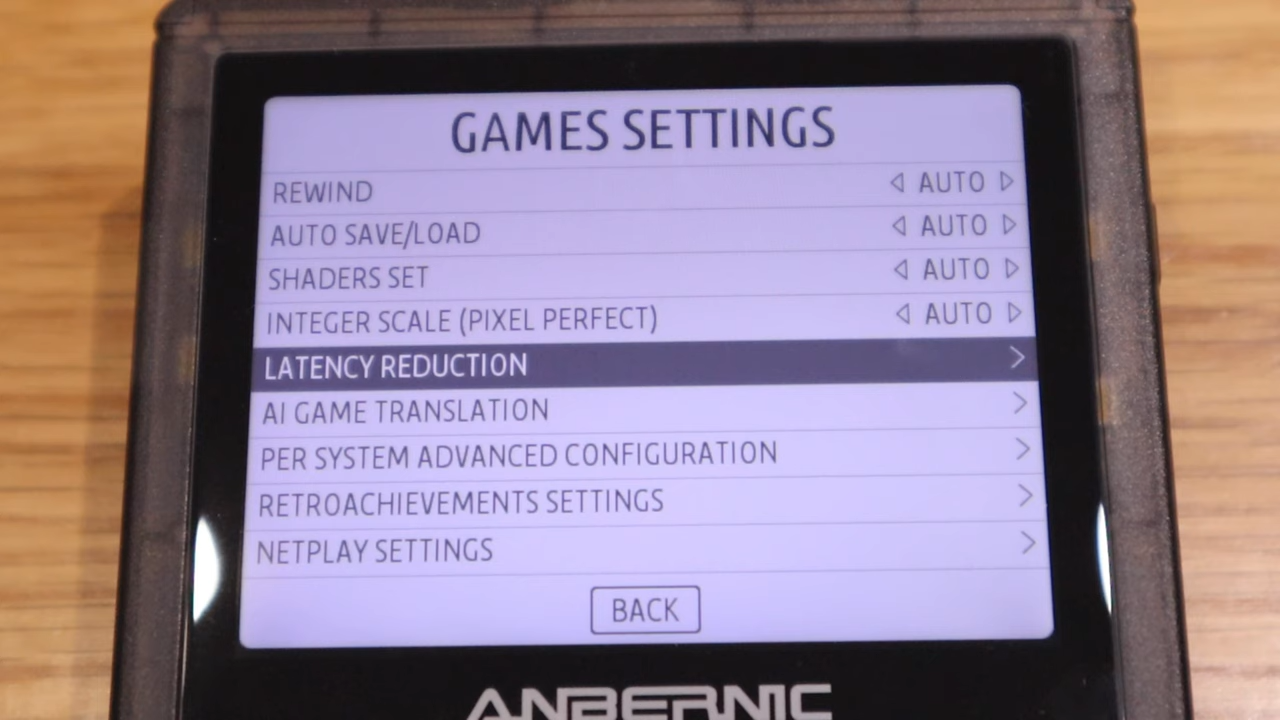 GAMES SETTINGS
REWIND AUTO
AUTO SAVE/LOAD AUTO
SHADERS SET AUTO
INTEGER SCALE (PIXEL PERFECT) AUTO
LATENCY REDUCTION
AI GAME TRANSLATION
PER SYSTEM ADVANCED CONFIGURATION
RETROACHIEVEMENTS SETTINGS
NETPLAY SETTINGS
BACK
ANBERNIC